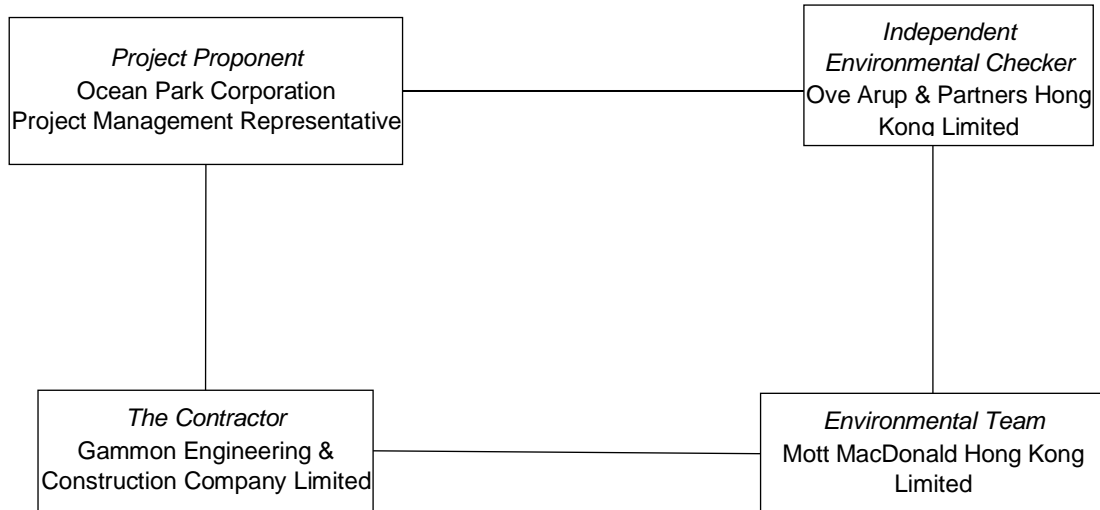 Project Proponent
Ocean Park Corporation
Project Management Representative
Independent
Environmental Checker
Ove Arup & Partners Hong
Kong Limited
The Contractor
Gammon Engineering &
Construction Company Limited
Environmental Team
Mott MacDonald Hong Kong
Limited